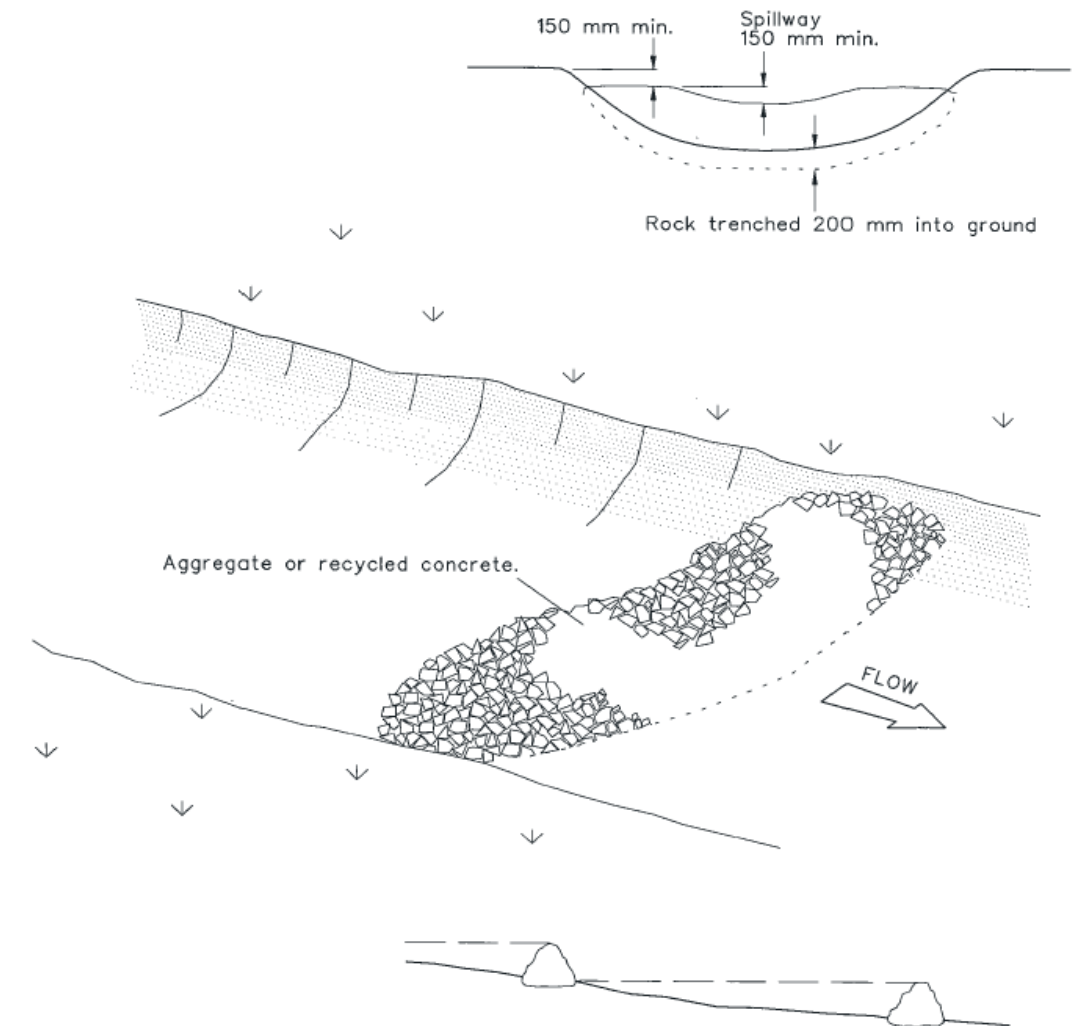 150 mm min.
Spillway
150 mm min.
Rock trenched 200 mm into ground
Aggregate or recycled concrete.
FLOW